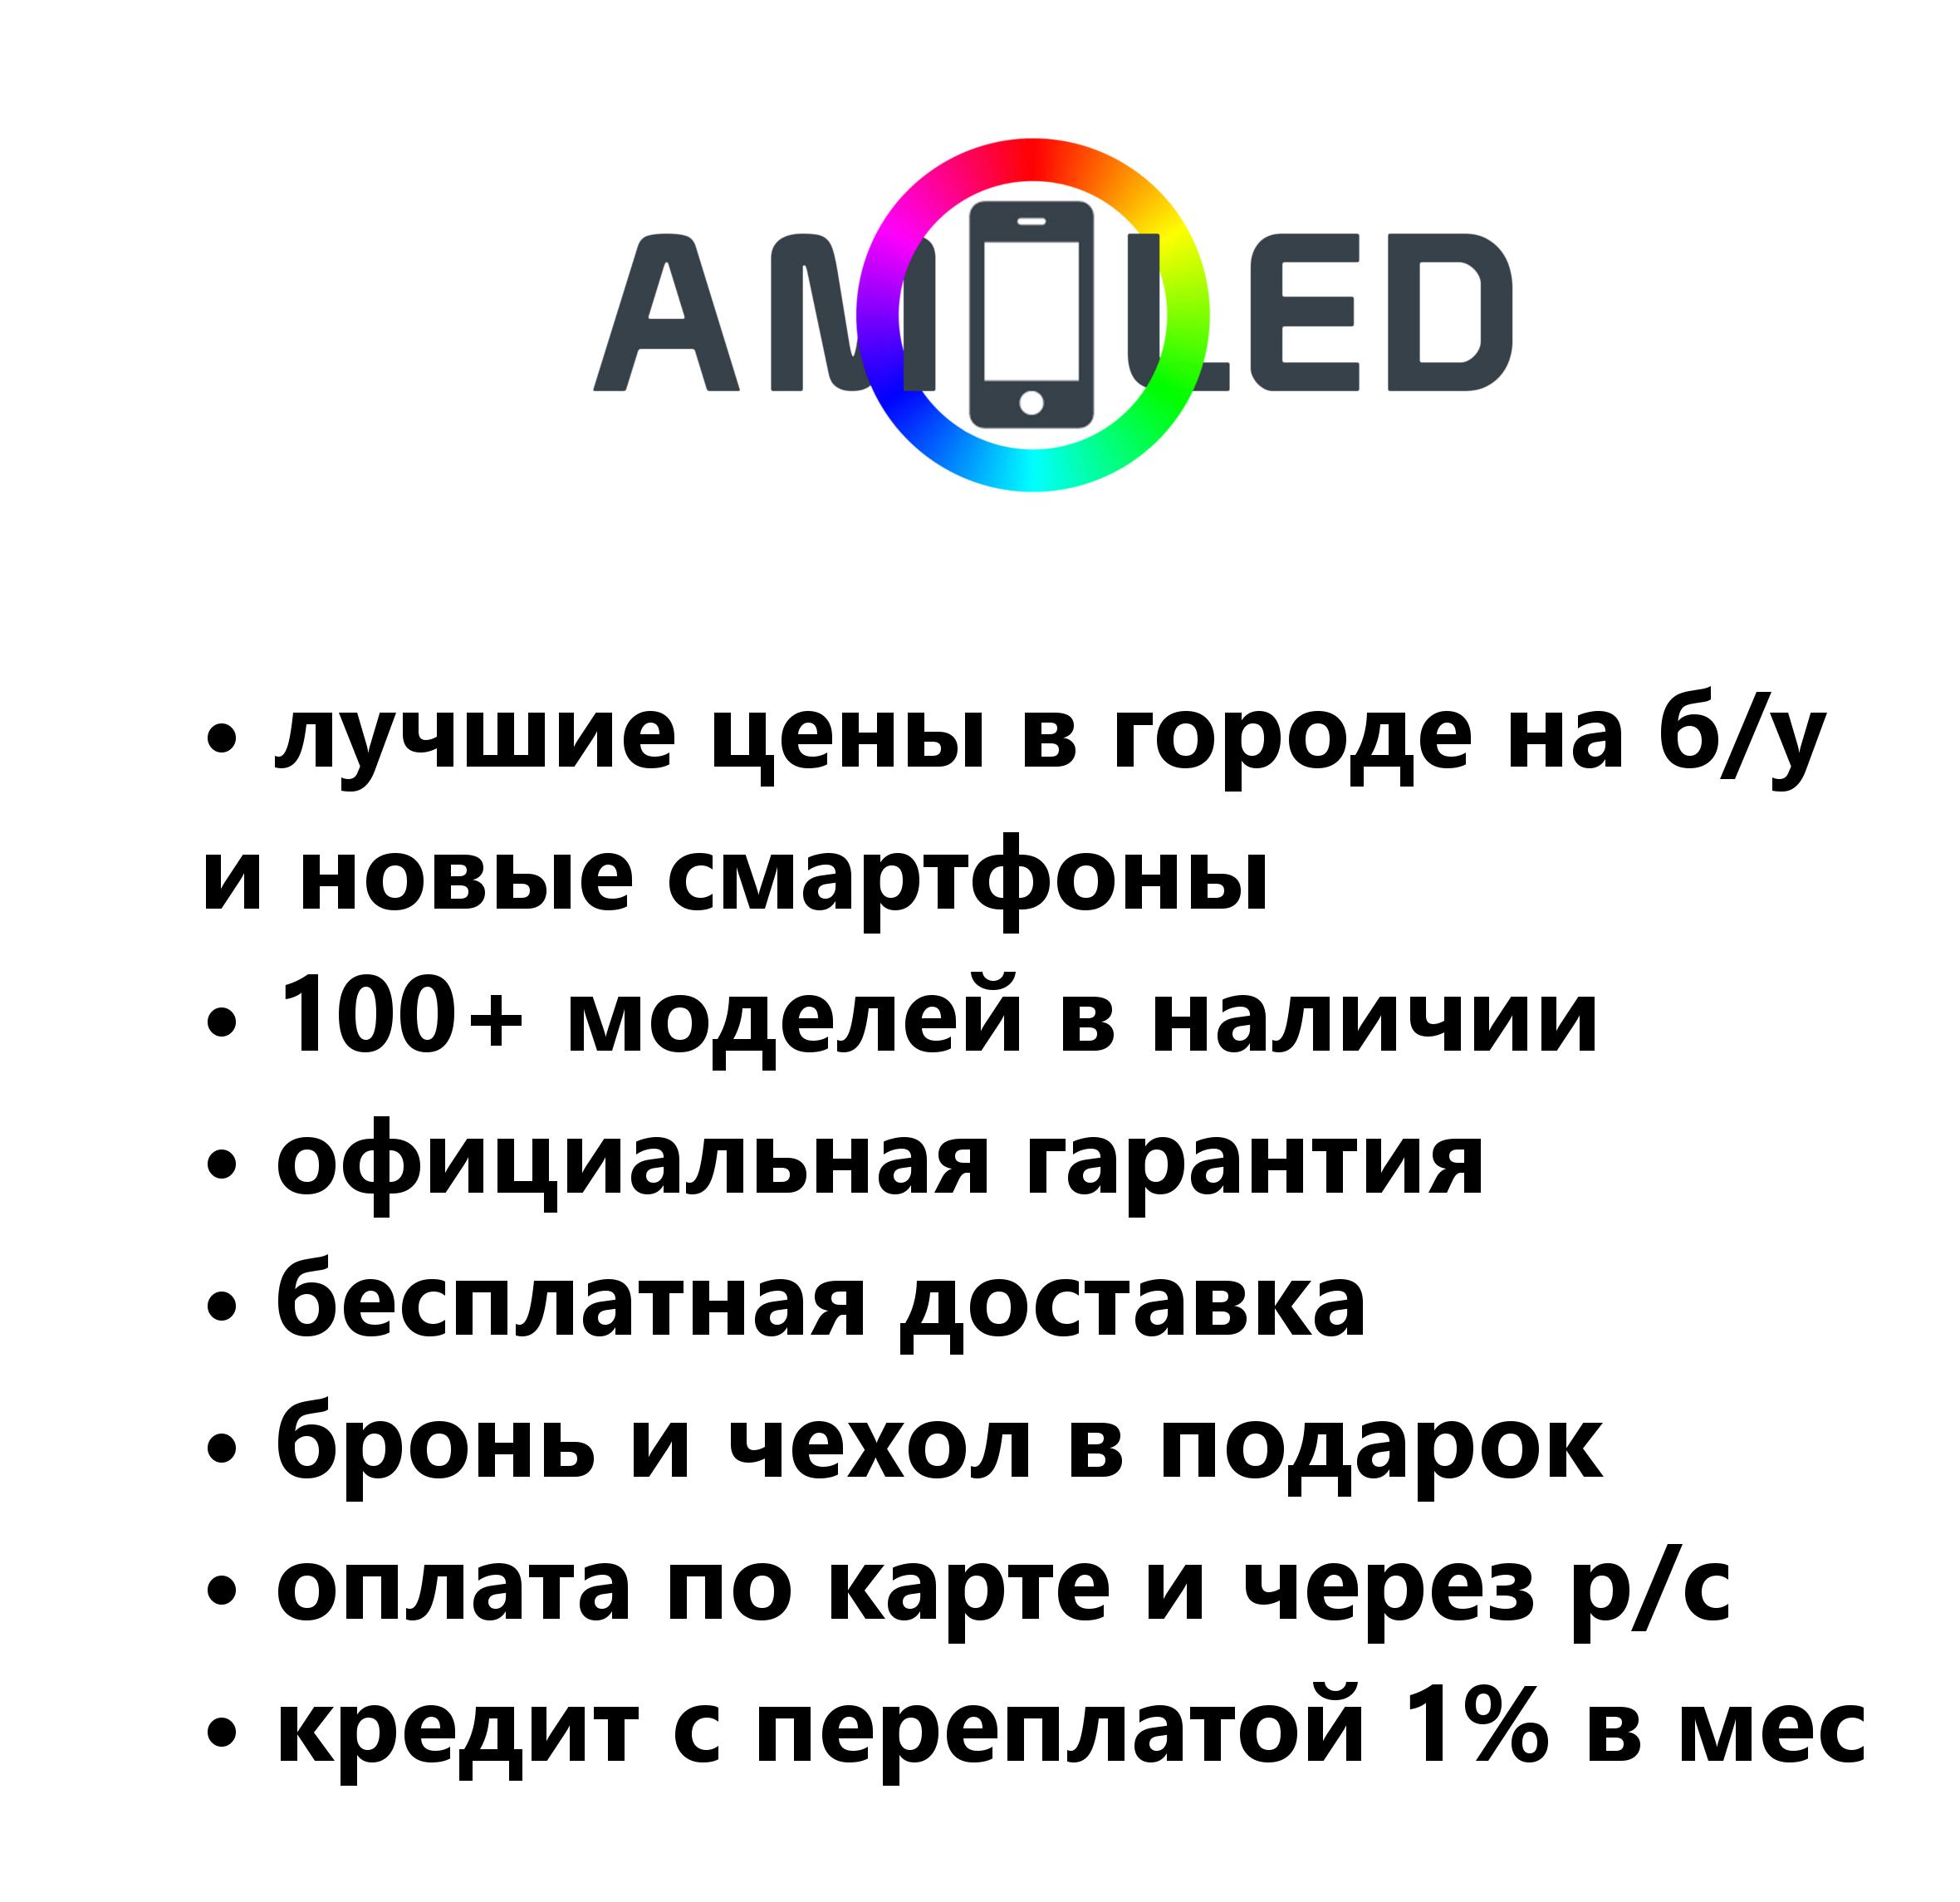 AMOLED
• лучшие цены в городе на б/у
и новые смартфоны
• 100+ моделей в наличии
• официальная гарантия
• бесплатная доставка
• бронь и чехол в подарок
• оплата по карте и через р/с
• кредит с переплатой 1% в мес